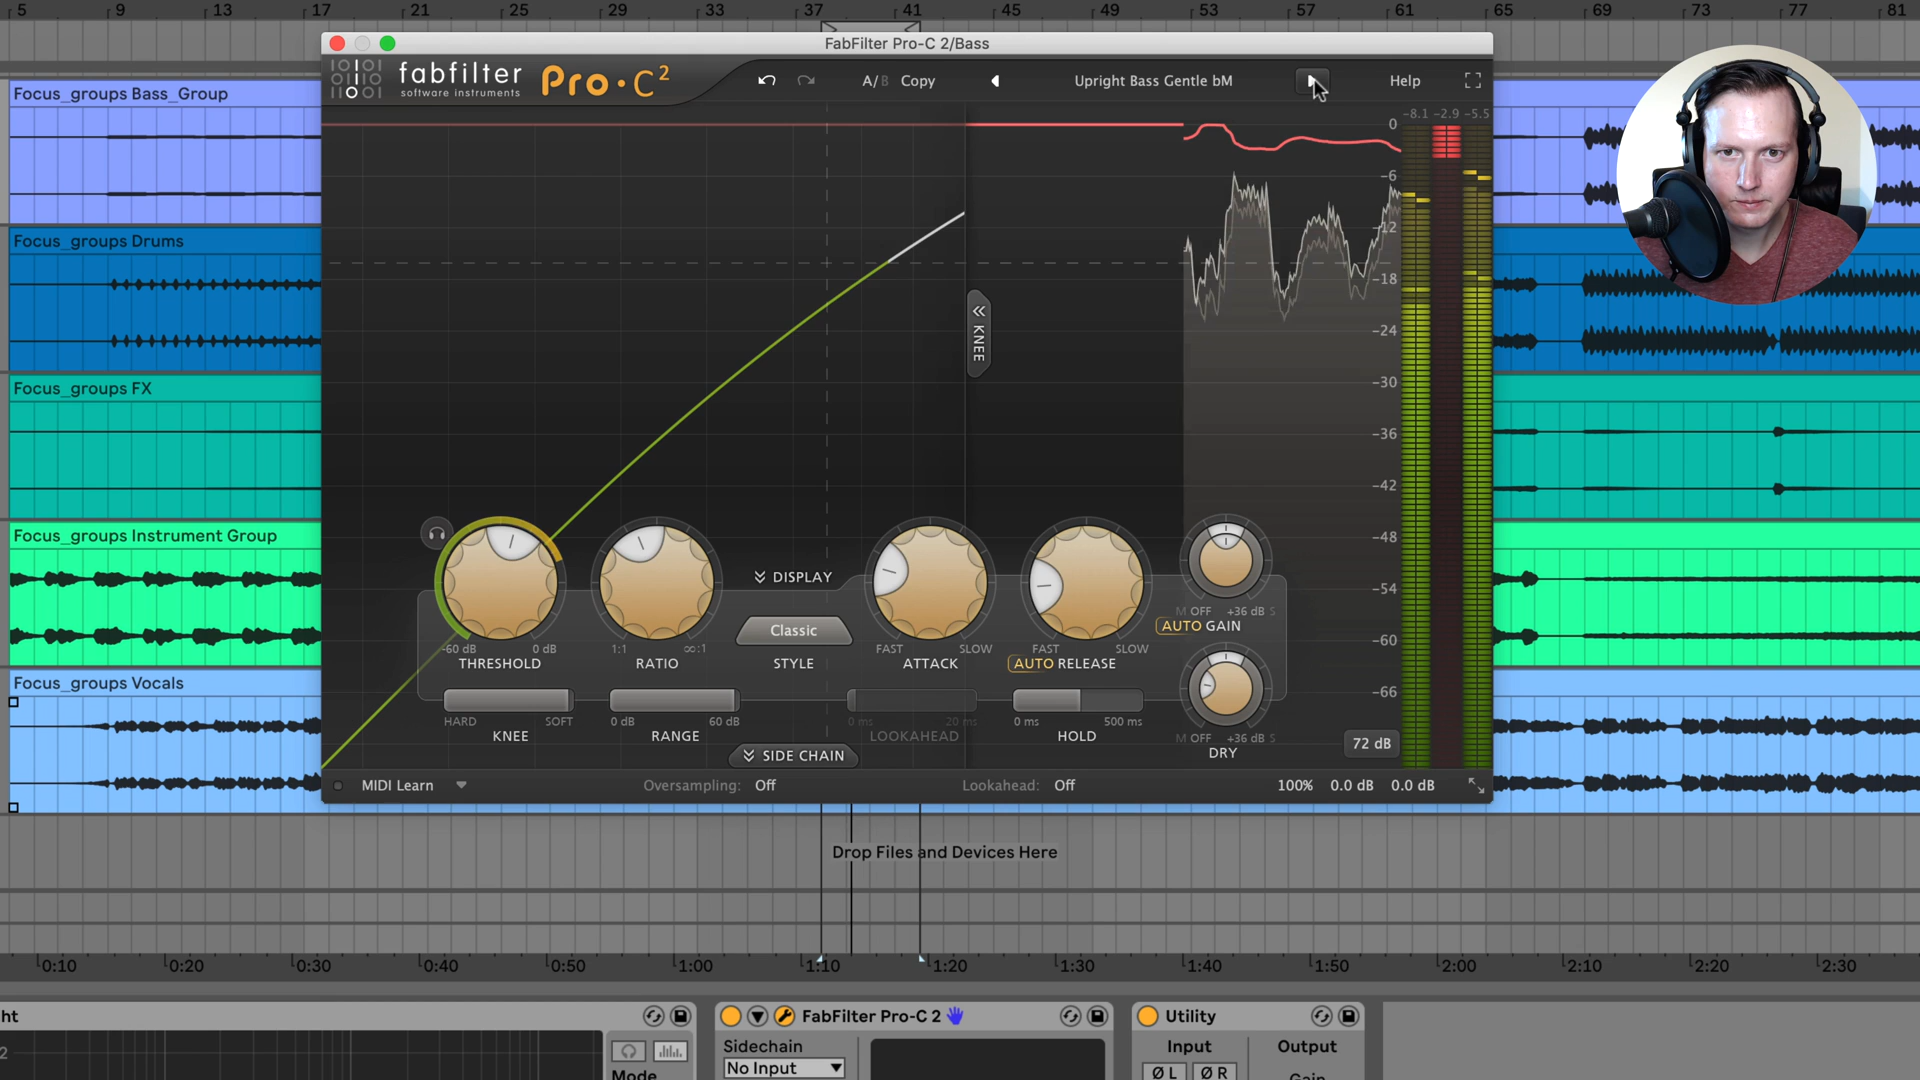 5 9 13 17 21 25 29 33 37 41 45 49 53 57 61 65 69 73 77 81
FabFilter Pro-C 2/Bass
fabfilter
software instruments
Pro·C²
A/B Copy
Upright Bass Gentle bM
Help
Focus_groups Bass_Group
Focus_groups Drums
Focus_groups FX
Focus_groups Instrument Group
Focus_groups Vocals
-8.1 -2.9 -5.5
0
-6
-12
-18
-24
-30
-36
-42
-48
-54
-60
-66
KNEE
DISPLAY
Classic
STYLE
-60 dB 0 dB
THRESHOLD
1:1 ∞:1
RATIO
FAST SLOW
ATTACK
FAST SLOW
AUTO RELEASE
M OFF +36 dB S
AUTO GAIN
HARD SOFT
KNEE
0 dB 60 dB
RANGE
0 ms 20 ms
LOOKAHEAD
0 ms 500 ms
HOLD
M OFF +36 dB S
DRY
SIDE CHAIN
72 dB
MIDI Learn
Oversampling: Off
Lookahead: Off
100% 0.0 dB 0.0 dB
Drop Files and Devices Here
0:10 0:20 0:30 0:40 0:50 1:00 1:10 1:20 1:30 1:40 1:50 2:00 2:10 2:20 2:30
ht
2
Mode
FabFilter Pro-C 2
Sidechain
No Input
Utility
Input Output
Ø L Ø R
Gain